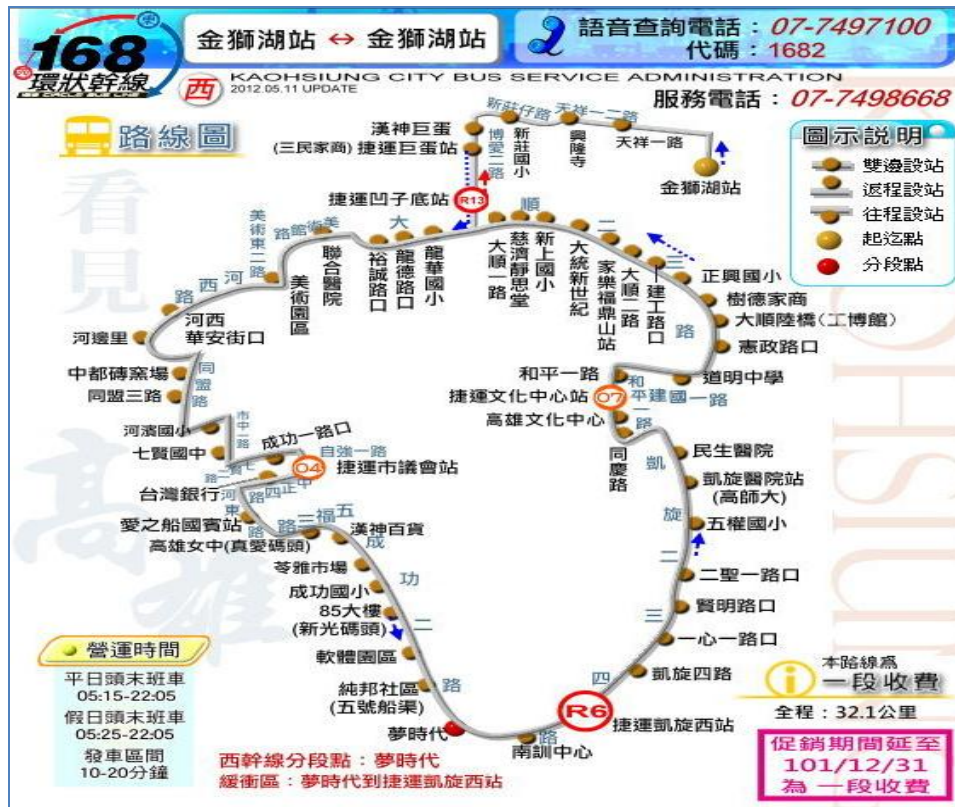 168
環狀幹線
西
金獅湖站 ↔ 金獅湖站
語音查詢電話：07-7497100
代碼：1682
KAOHSIUNG CITY BUS SERVICE ADMINISTRATION
2012.05.11 UPDATE
服務電話：07-7498668
路線圖
圖示説明
雙邊設站
返程設站
往程設站
起迄點
分段點
看見
高雄
漢神巨蛋
(三民家商) 捷運巨蛋站
捷運凹子底站
R13
博愛二路
新莊仔路
新莊國小
興隆寺
天祥一二路
天祥一路
金獅湖站
大順二三路
美術館路
美術東二路
河西路
聯合醫院
裕誠路口
龍德路口
龍華國小
大順一路
慈濟靜思堂
新上國小
大統新世紀
家樂福鼎山站
大順二路
建工路口
正興國小
樹德家商
大順陸橋(工博館)
憲政路口
道明中學
建國一路
和平一路
和平一路
捷運文化中心站
O7
高雄文化中心
同慶路
美術園區
河西
華安街口
河邊里
中都磚窯場
同盟三路
同盟路
河濱國小
市中一路
七賢國中
成功一路口
自強一路
O4
捷運市議會站
七賢二路
中正四路
台灣銀行
河東路
愛之船國賓站
高雄女中(真愛碼頭)
五福三路
漢神百貨
苓雅市場
成功國小
85大樓
(新光碼頭)
軟體園區
純邦社區
(五號船渠)
夢時代
成功二路
南訓中心
R6
捷運凱旋西站
凱旋四路
一心一路口
賢明路口
二聖一路口
五權國小
凱旋醫院站
(高師大)
民生醫院
凱旋二三四路
營運時間
平日頭末班車
05:15-22:05
假日頭末班車
05:25-22:05
發車區間
10-20分鐘
西幹線分段點：夢時代
緩衝區：夢時代到捷運凱旋西站
本路線為
一段收費
全程：32.1公里
促銷期間延至
101/12/31
為 一段收費